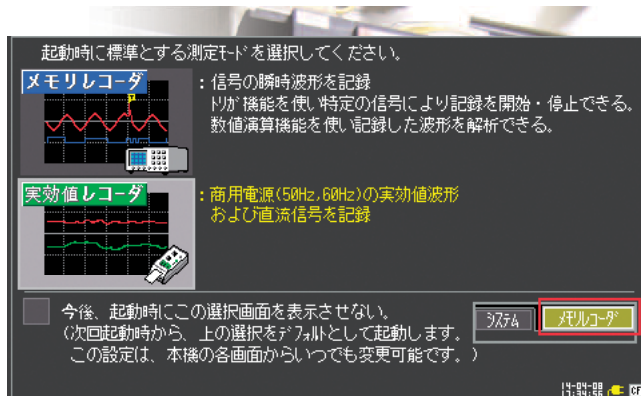 起動時に標準とする測定ﾓｰﾄﾞを選択してください。
メモリレコーダ
：信号の瞬時波形を記録
ﾄﾘｶﾞ機能を使い特定の信号により記録を開始・停止できる。
数値演算機能を使い記録した波形を解析できる。
実効値レコーダ
：商用電源(50Hz,60Hz)の実効値波形
および直流信号を記録
今後、起動時にこの選択画面を表示させない。
(次回起動時から、上の選択をﾃﾞﾌｫﾙﾄとして起動します。
この設定は、本機の各画面からいつでも変更可能です。)
ｼｽﾃﾑ
ﾒﾓﾘﾚｺｰﾀﾞ
14-04-08
17:34:56
CF